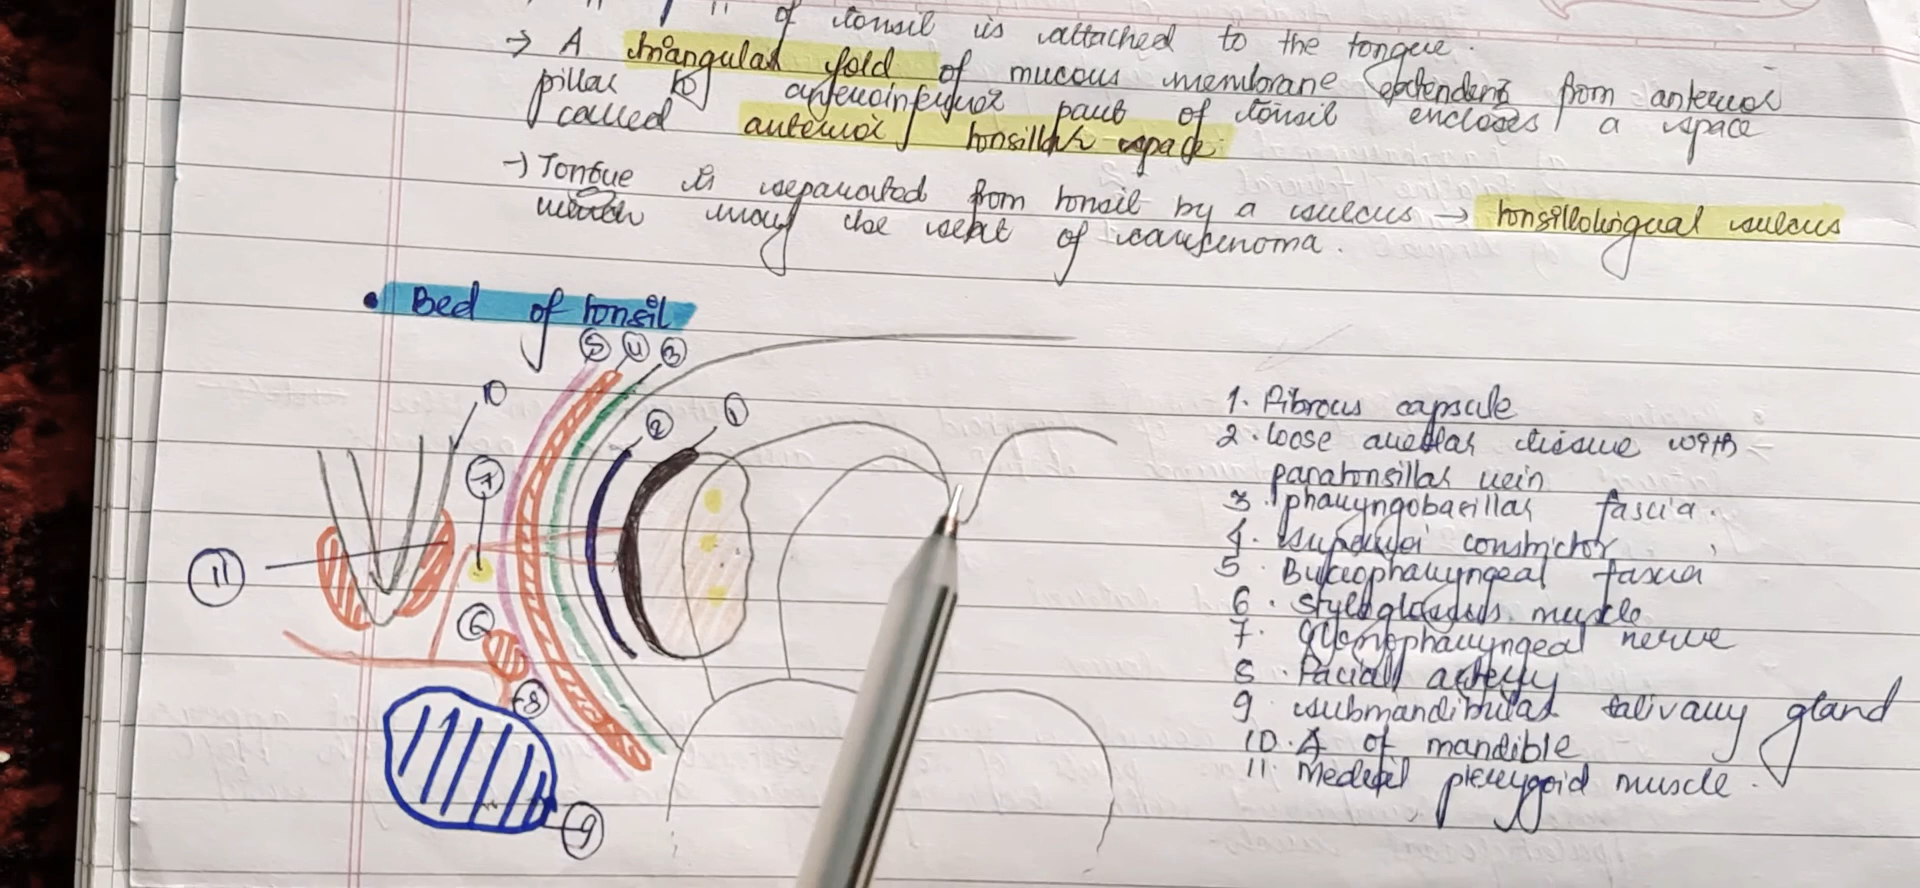 of tonsil is attached to the tongue.
→ A triangular fold of mucous membrane extending from anterior
pillar to anteroinferior part of tonsil encloses a space
called anterior tonsillar space.
→ Tongue is separated from tonsil by a sulcus → tonsillolingual sulcus
which may be seat of carcinoma.
• Bed of tonsil
5 4 3
10
2 1
7
11
6
8
9
1. Fibrous capsule
2. loose areolar tissue with
paratonsillar vein
3. pharyngobasillar fascia.
4. superior constrictor
5. Buccopharyngeal fascia
6. styloglossus muscle
7. Glossopharyngeal nerve
8. Facial artery
9 submandibular salivary gland
10. of mandible
11. Medial pterygoid muscle.